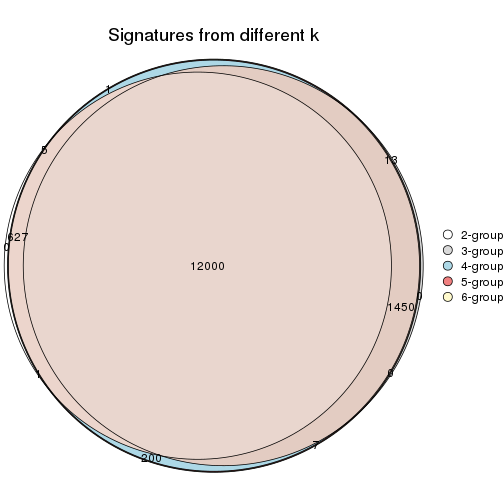 Signatures from different k
1
13
5
627
0
12000
0
1450
1
0
200
7
2-group
3-group
4-group
5-group
6-group